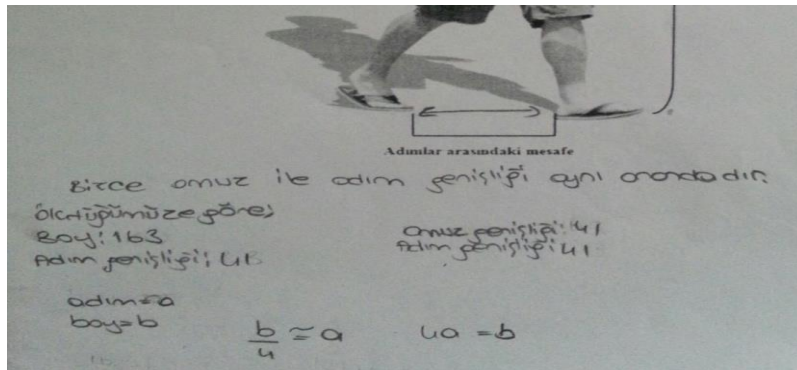 Adımlar arasındaki mesafe
Bizce omuz ile adım genişliği aynı orandadır.
ölçtüğümüze göre;
Boy: 163
Adım genişliği: 41
Omuz genişliği: 41
Adım genişliği: 41
adım=a
boy=b
b/4 ≅ a
4a = b